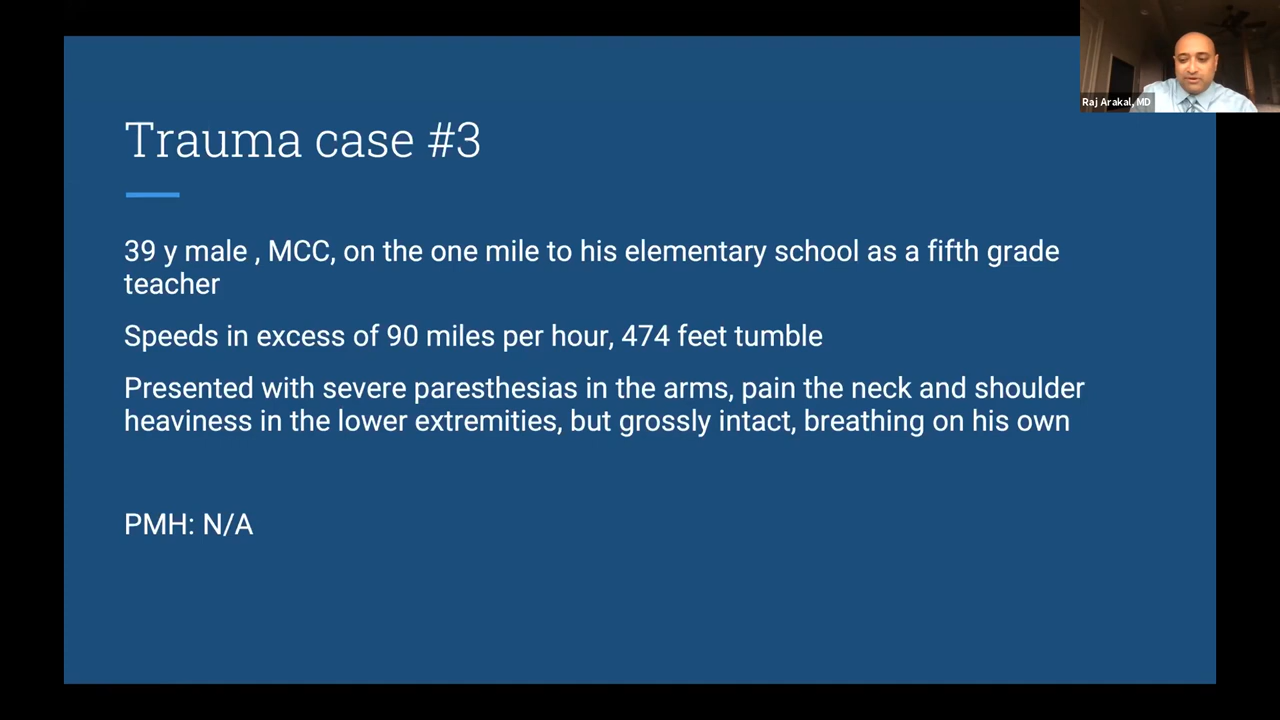 Raj Arakal, MD
Trauma case #3
39 y male , MCC, on the one mile to his elementary school as a fifth grade
teacher
Speeds in excess of 90 miles per hour, 474 feet tumble
Presented with severe paresthesias in the arms, pain the neck and shoulder
heaviness in the lower extremities, but grossly intact, breathing on his own
PMH: N/A